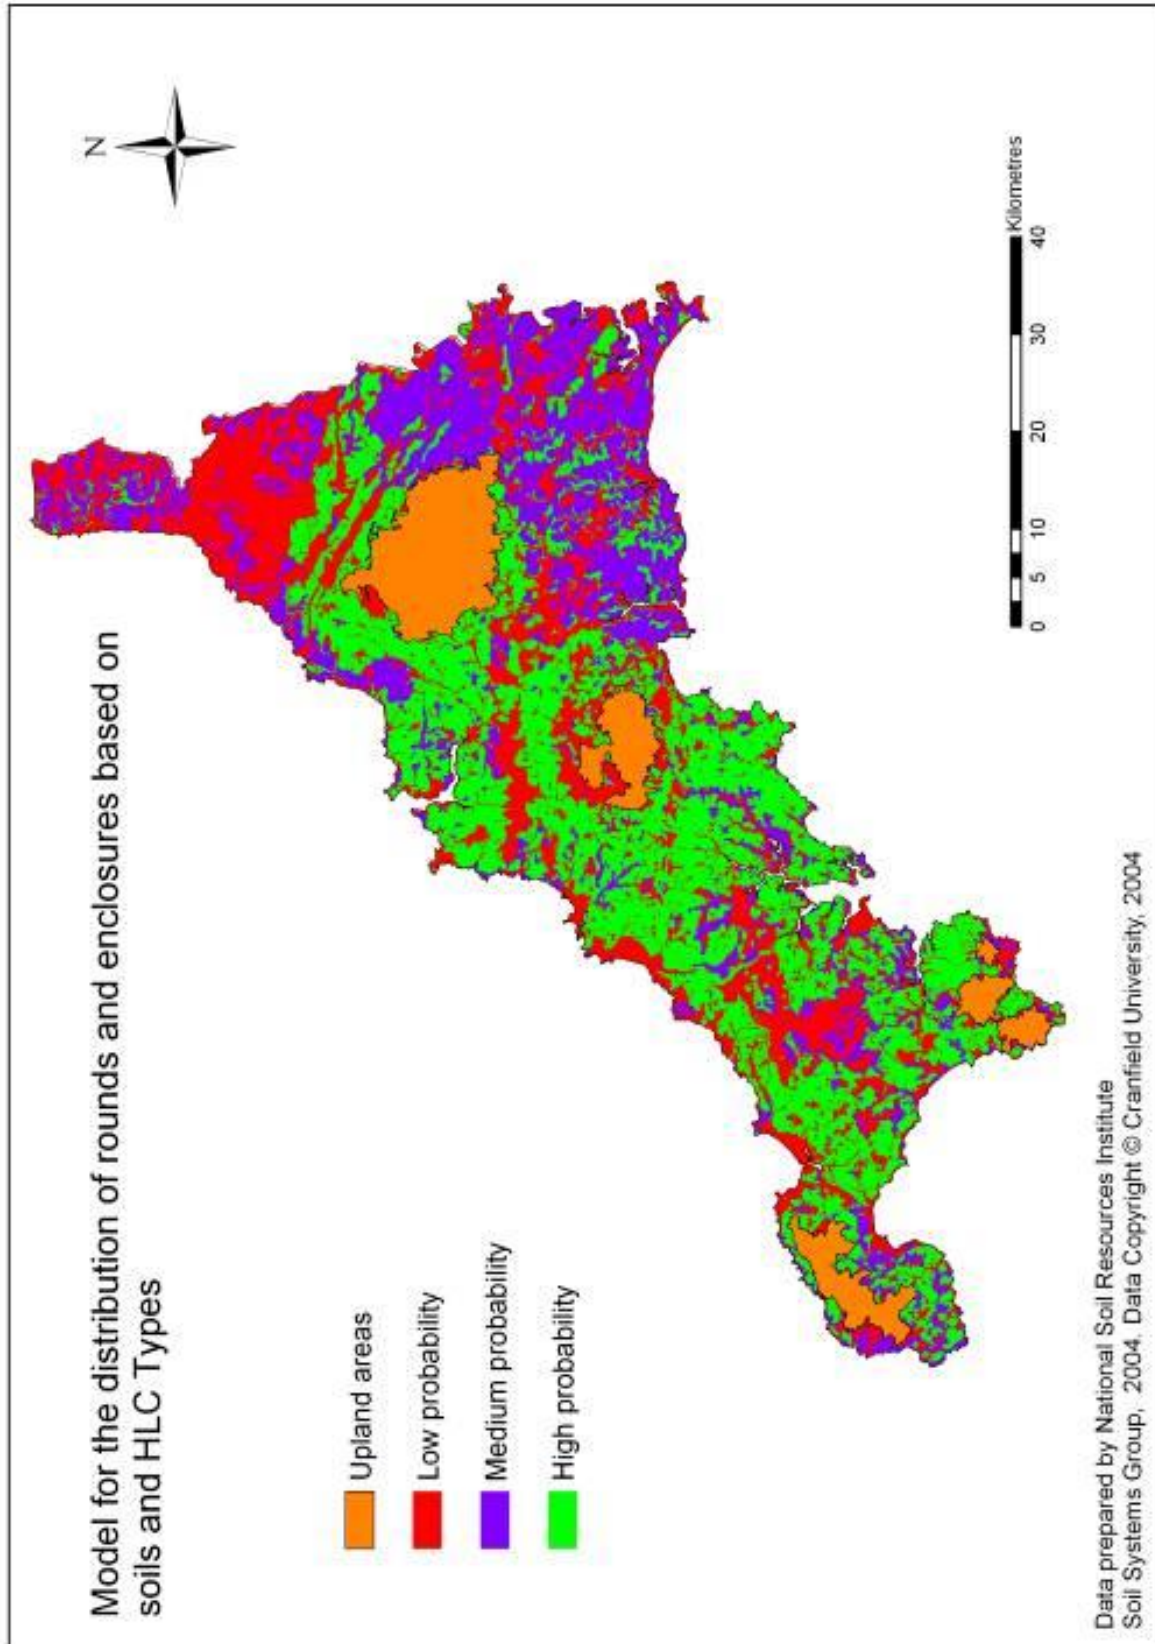 Model for the distribution of rounds and enclosures based on
soils and HLC Types
N
Upland areas
Low probability
Medium probability
High probability
Kilometres
0 5 10 20 30 40
Data prepared by National Soil Resources Institute
Soil Systems Group, 2004. Data Copyright © Cranfield University, 2004